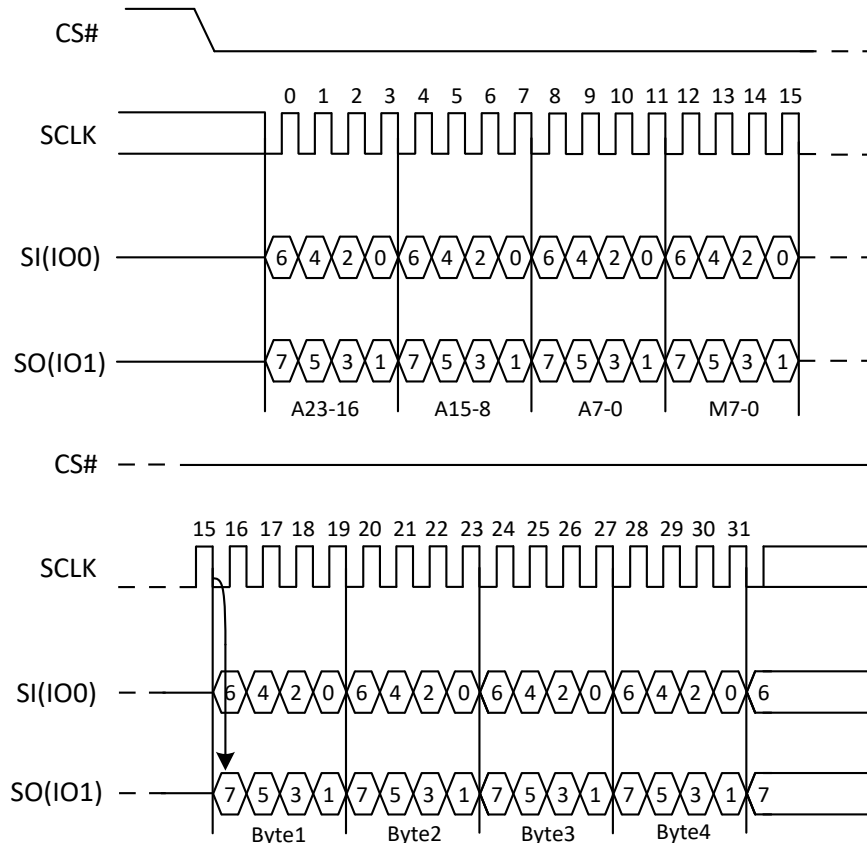 CS#
0 1 2 3 4 5 6 7 8 9 10 11 12 13 14 15
SCLK
SI(IO0) 6 4 2 0 6 4 2 0 6 4 2 0 6 4 2 0
SO(IO1) 7 5 3 1 7 5 3 1 7 5 3 1 7 5 3 1
A23-16 A15-8 A7-0 M7-0
CS#
15 16 17 18 19 20 21 22 23 24 25 26 27 28 29 30 31
SCLK
SI(IO0) 6 4 2 0 6 4 2 0 6 4 2 0 6 4 2 0 6
SO(IO1) 7 5 3 1 7 5 3 1 7 5 3 1 7 5 3 1 7
Byte1 Byte2 Byte3 Byte4